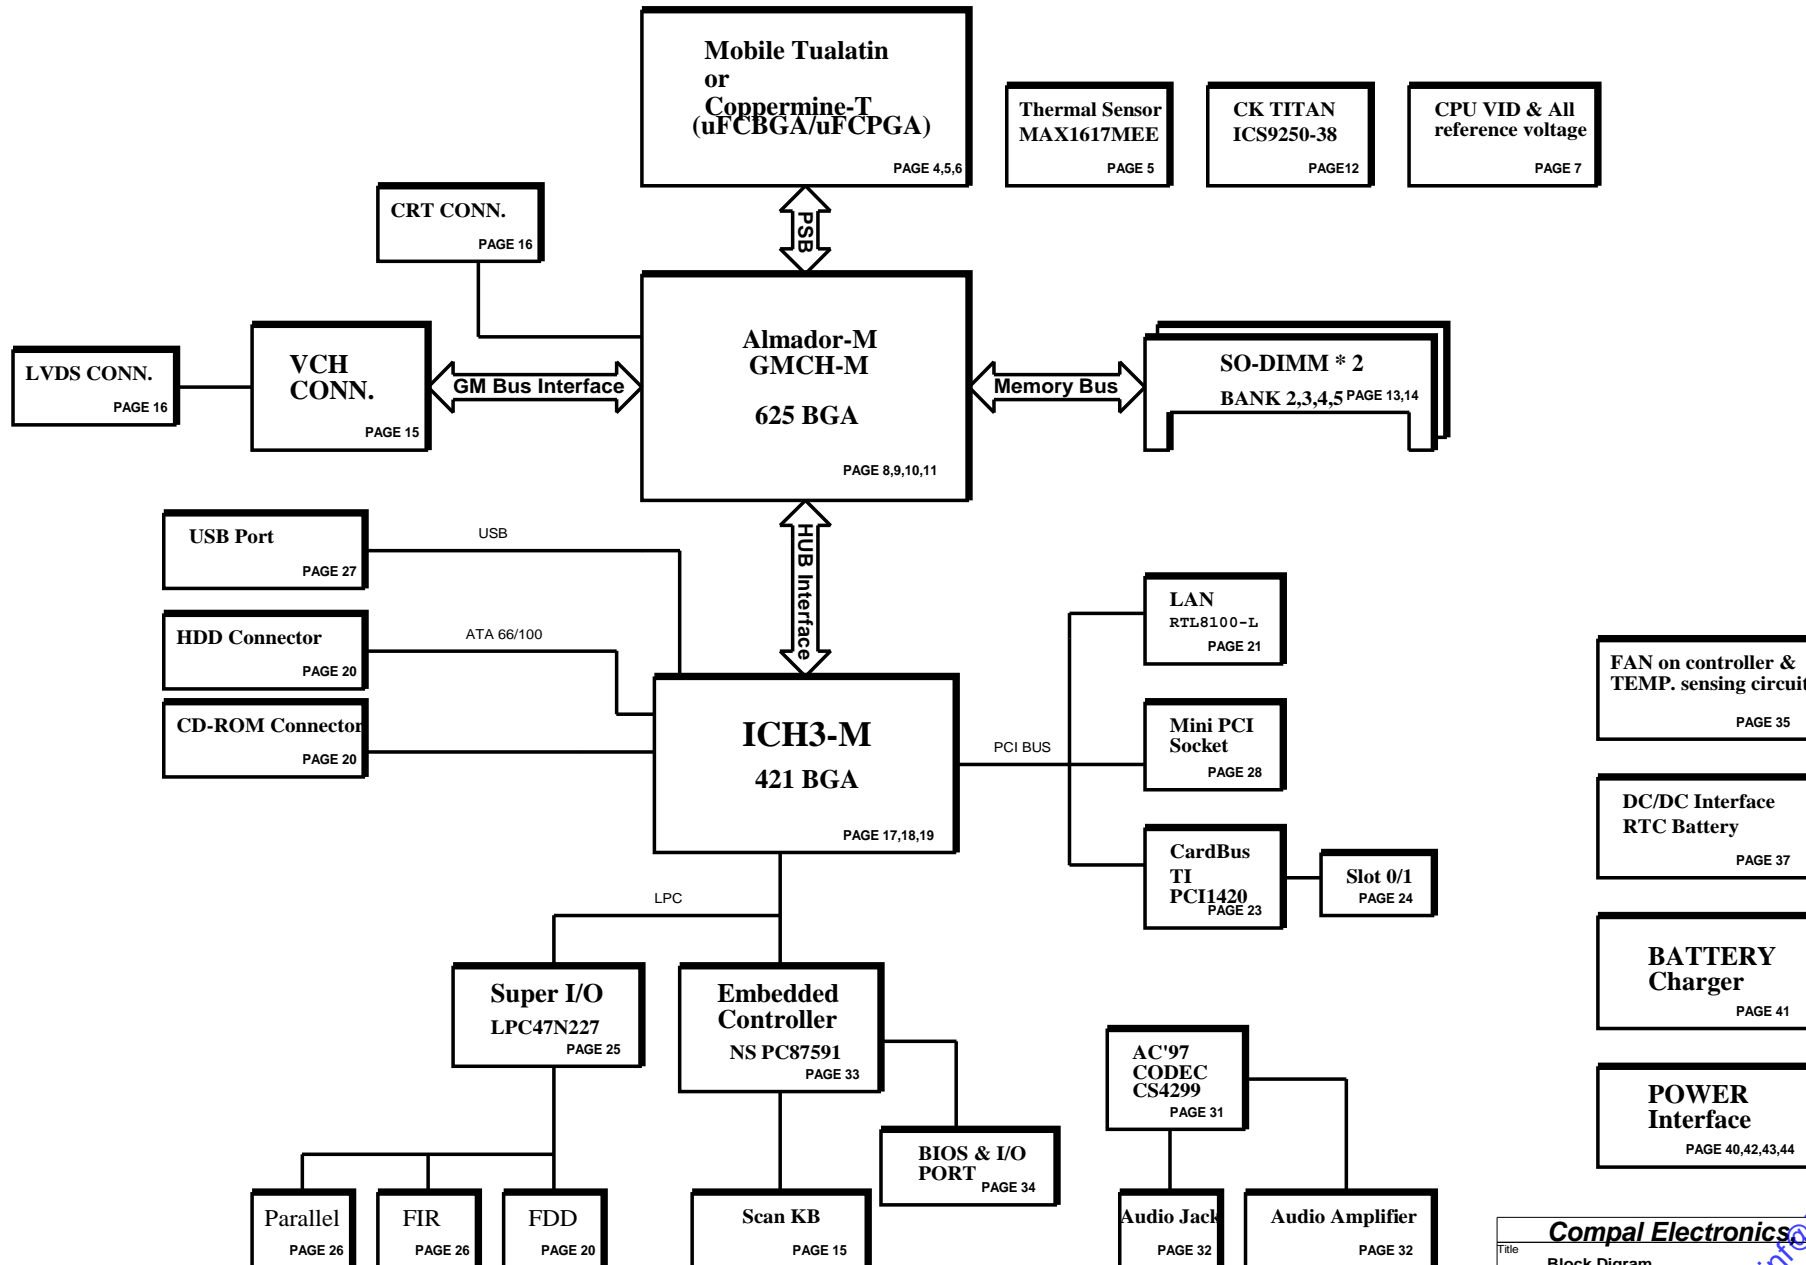 Mobile Tualatin
or
Coppermine-T
(uFCBGA/uFCPGA)
PAGE 4,5,6
Thermal Sensor
MAX1617MEE
PAGE 5
CK TITAN
ICS9250-38
PAGE12
CPU VID & All
reference voltage
PAGE 7
CRT CONN.
PAGE 16
PSB
LVDS CONN.
PAGE 16
VCH
CONN.
PAGE 15
GM Bus Interface
Almador-M
GMCH-M
625 BGA
PAGE 8,9,10,11
Memory Bus
SO-DIMM * 2
BANK 2,3,4,5 PAGE 13,14
USB Port
PAGE 27
USB
HUB Interface
HDD Connector
PAGE 20
ATA 66/100
CD-ROM Connector
PAGE 20
ICH3-M
421 BGA
PAGE 17,18,19
PCI BUS
LAN
RTL8100-L
PAGE 21
Mini PCI
Socket
PAGE 28
CardBus
TI
PCI1420
PAGE 23
Slot 0/1
PAGE 24
FAN on controller &
TEMP. sensing circuit
PAGE 35
DC/DC Interface
RTC Battery
PAGE 37
BATTERY
Charger
PAGE 41
POWER
Interface
PAGE 40,42,43,44
LPC
Super I/O
LPC47N227
PAGE 25
Embedded
Controller
NS PC87591
PAGE 33
AC'97
CODEC
CS4299
PAGE 31
BIOS & I/O
PORT
PAGE 34
Parallel
PAGE 26
FIR
PAGE 26
FDD
PAGE 20
Scan KB
PAGE 15
Audio Jack
PAGE 32
Audio Amplifier
PAGE 32
Compal Electronics,
Title
Block Digram